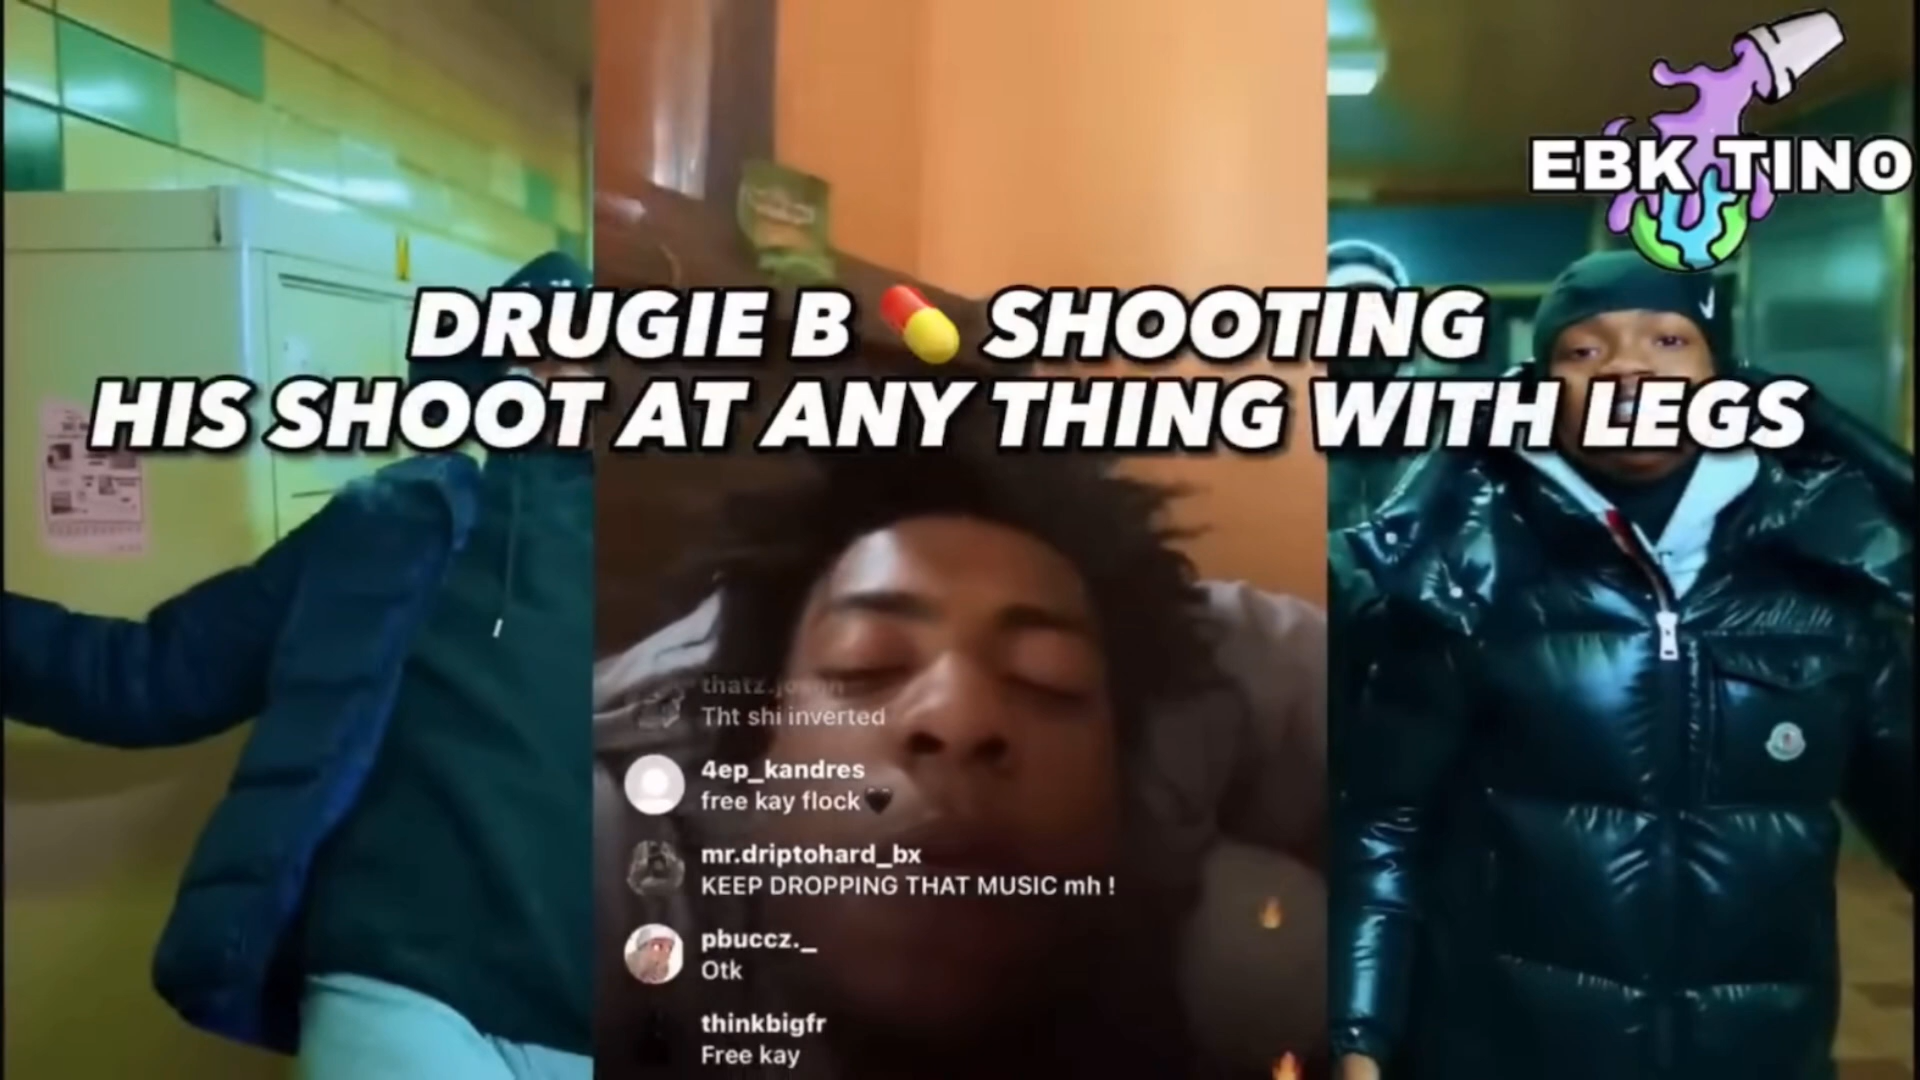 EBK TINO
DRUGIE B 💊 SHOOTING
HIS SHOOT AT ANY THING WITH LEGS
Tht shi inverted
4ep_kandres
free kay flock🖤
mr.driptohard_bx
KEEP DROPPING THAT MUSIC mh !
pbuccz._
Otk
thinkbigfr
Free kay